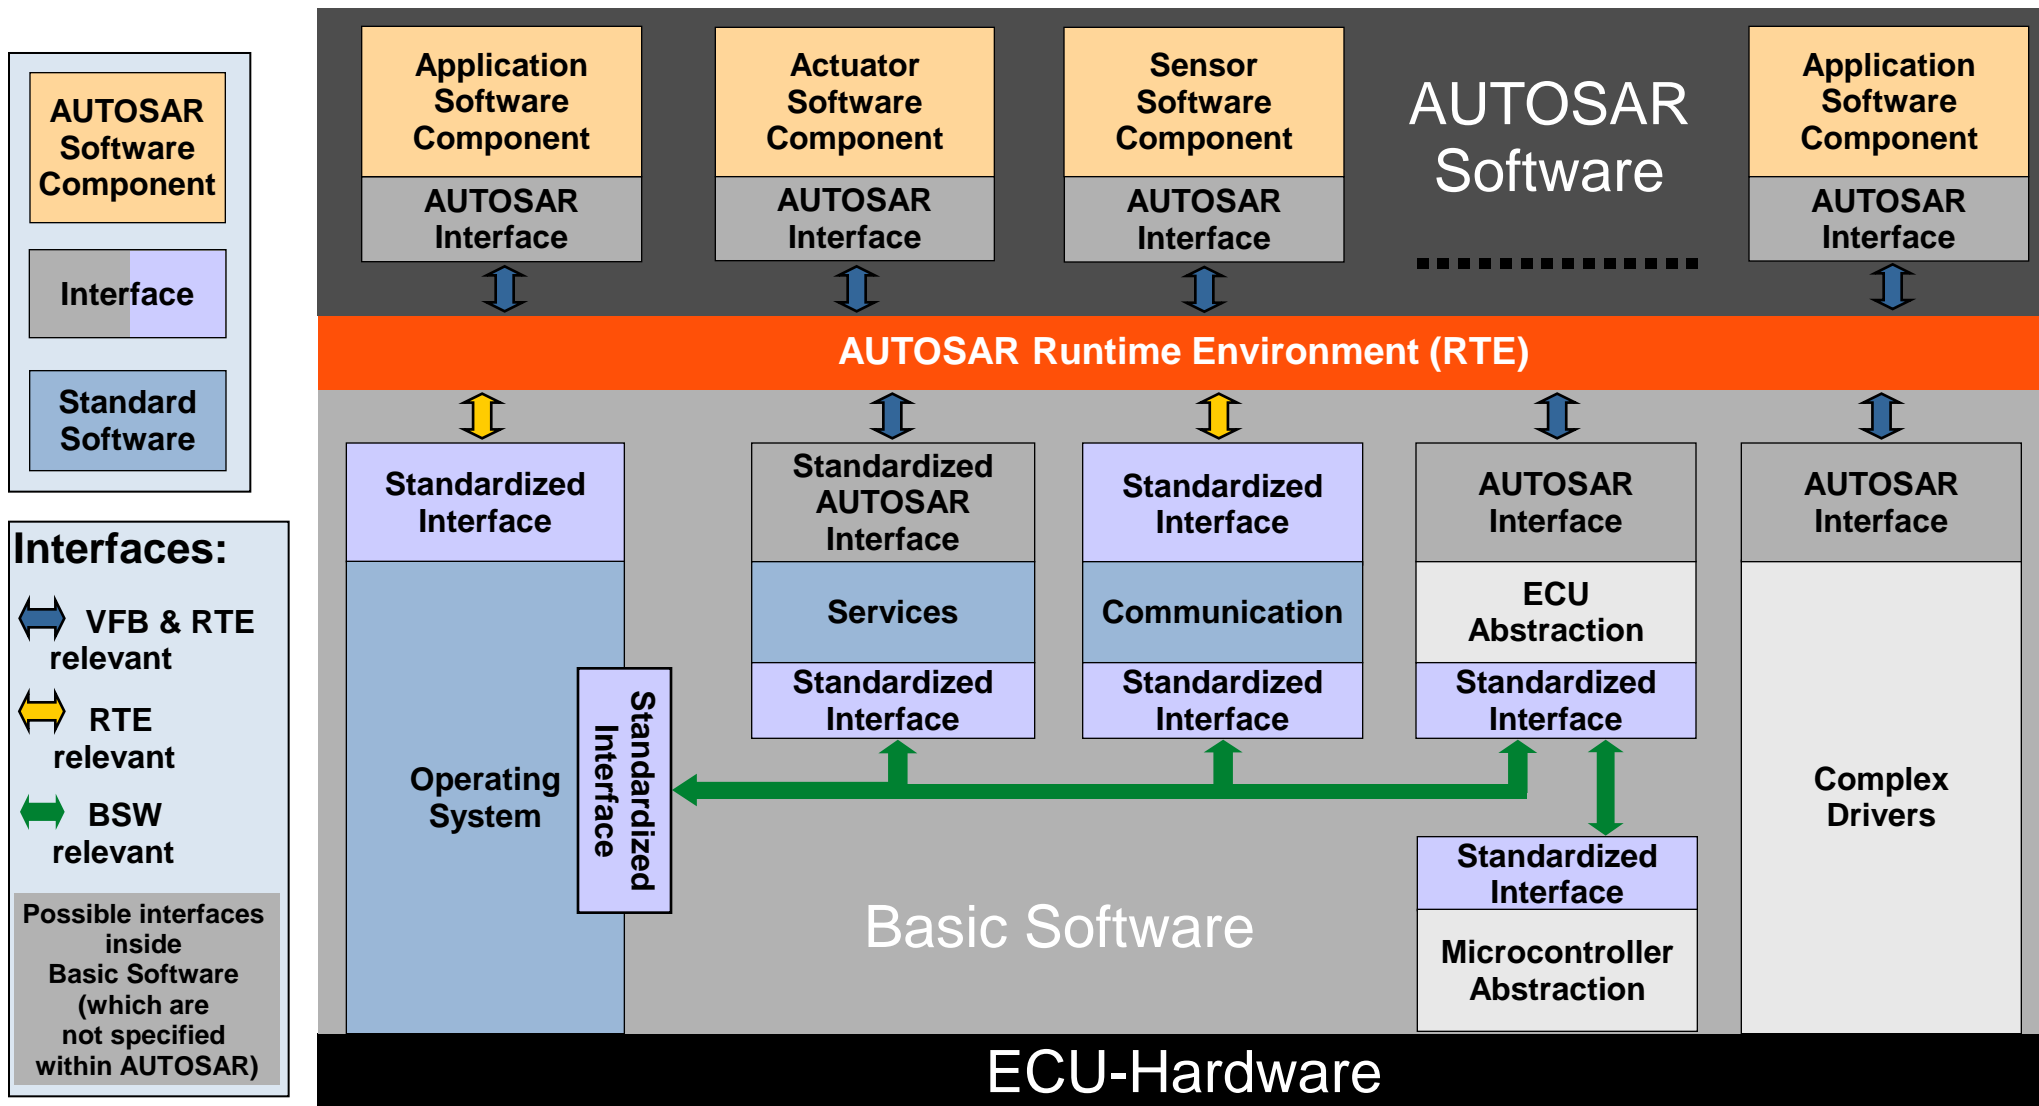 AUTOSAR
Software
Component
Interface
Standard
Software
Interfaces:
VFB & RTE
relevant
RTE
relevant
BSW
relevant
Possible interfaces
inside
Basic Software
(which are
not specified
within AUTOSAR)
Application
Software
Component
AUTOSAR
Interface
Actuator
Software
Component
AUTOSAR
Interface
Sensor
Software
Component
AUTOSAR
Interface
AUTOSAR
Software
Application
Software
Component
AUTOSAR
Interface
AUTOSAR Runtime Environment (RTE)
Standardized
Interface
Operating
System
Standardized
Interface
Standardized
AUTOSAR
Interface
Services
Standardized
Interface
Standardized
Interface
Communication
Standardized
Interface
AUTOSAR
Interface
ECU
Abstraction
Standardized
Interface
Standardized
Interface
Microcontroller
Abstraction
AUTOSAR
Interface
Complex
Drivers
Basic Software
ECU-Hardware